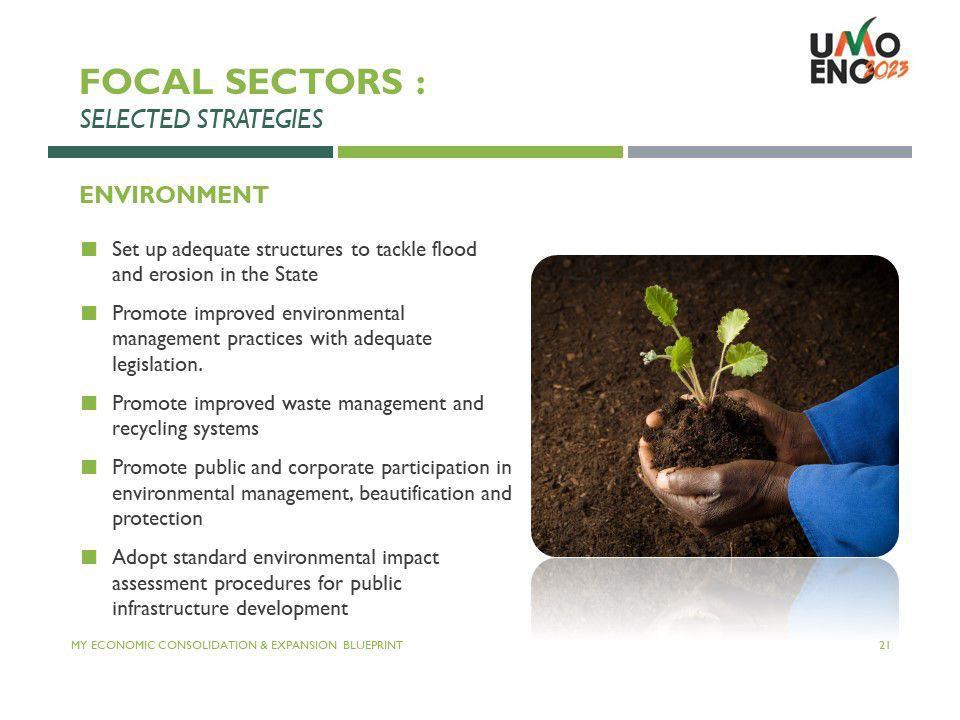 UMO
ENO 2023
FOCAL SECTORS :
SELECTED STRATEGIES
ENVIRONMENT
Set up adequate structures to tackle flood
and erosion in the State
Promote improved environmental
management practices with adequate
legislation.
Promote improved waste management and
recycling systems
Promote public and corporate participation in
environmental management, beautification and
protection
Adopt standard environmental impact
assessment procedures for public
infrastructure development
MY ECONOMIC CONSOLIDATION & EXPANSION BLUEPRINT 21